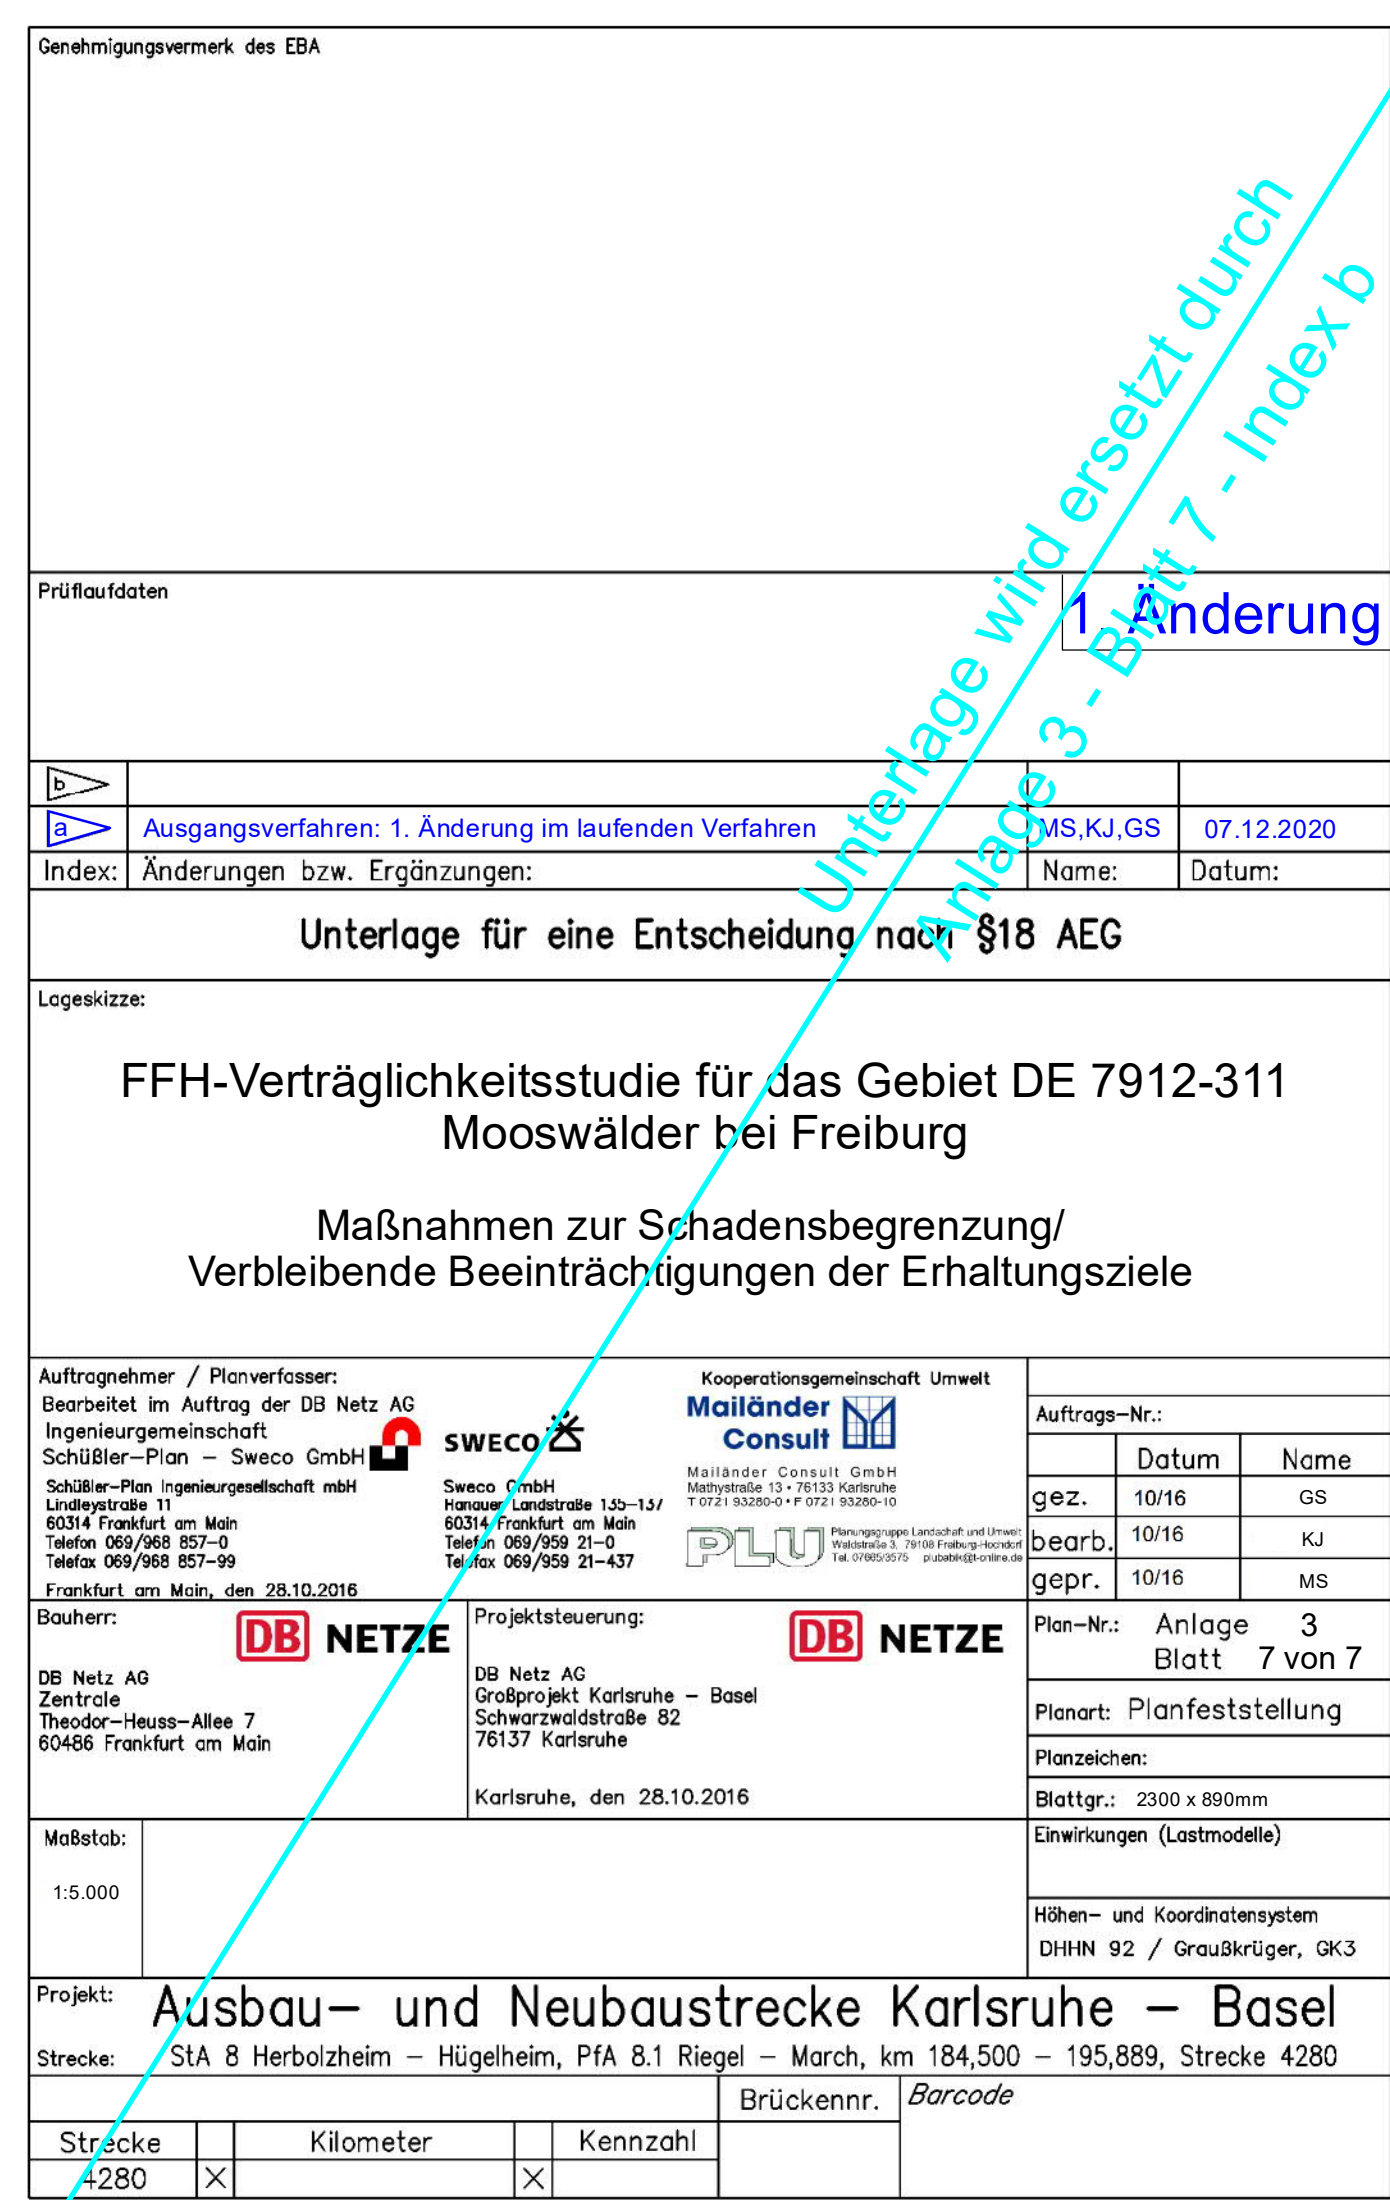 Genehmigungsvermerk des EBA
Unterlage wird ersetzt durch
Anlage 3 - Blatt 7 - Index b
Prüflaufdaten
1. Änderung
b
a Ausgangsverfahren: 1. Änderung im laufenden Verfahren MS,KJ,GS 07.12.2020
Index: Änderungen bzw. Ergänzungen: Name: Datum:
Unterlage für eine Entscheidung nach §18 AEG
Lageskizze:
FFH-Verträglichkeitsstudie für das Gebiet DE 7912-311
Mooswälder bei Freiburg
Maßnahmen zur Schadensbegrenzung/
Verbleibende Beeinträchtigungen der Erhaltungsziele
Auftragnehmer / Planverfasser:
Bearbeitet im Auftrag der DB Netz AG
Ingenieurgemeinschaft
Schüßler-Plan – Sweco GmbH
Schüßler-Plan Ingenieurgesellschaft mbH
Lindleystraße 11
60314 Frankfurt am Main
Telefon 069/968 857-0
Telefax 069/968 857-99
Frankfurt am Main, den 28.10.2016
SWECO
Sweco GmbH
Hanauer Landstraße 135-137
60314 Frankfurt am Main
Telefon 069/959 21-0
Telefax 069/959 21-437
Kooperationsgemeinschaft Umwelt
Mailänder
Consult
Mailänder Consult GmbH
Mathystraße 13 • 76133 Karlsruhe
T 0721 93280-0 • F 0721 93280-10
PLU
Planungsgruppe Landschaft und Umwelt
Waldstraße 3, 79108 Freiburg-Hochdorf
Tel. 07665/3575 plubabik@t-online.de
Auftrags-Nr.:
Datum Name
gez. 10/16 GS
bearb. 10/16 KJ
gepr. 10/16 MS
Bauherr:
DB NETZE
DB Netz AG
Zentrale
Theodor-Heuss-Allee 7
60486 Frankfurt am Main
Projektsteuerung:
DB NETZE
DB Netz AG
Großprojekt Karlsruhe – Basel
Schwarzwaldstraße 82
76137 Karlsruhe
Karlsruhe, den 28.10.2016
Plan-Nr.: Anlage 3
Blatt 7 von 7
Planart: Planfeststellung
Planzeichen:
Blattgr.: 2300 x 890mm
Maßstab:
1:5.000
Einwirkungen (Lastmodelle)
Höhen- und Koordinatensystem
DHHN 92 / Graußkrüger, GK3
Projekt: Ausbau- und Neubaustrecke Karlsruhe – Basel
Strecke: StA 8 Herbolzheim – Hügelheim, PfA 8.1 Riegel – March, km 184,500 – 195,889, Strecke 4280
Brückennr. Barcode
Strecke Kilometer Kennzahl
4280 X X